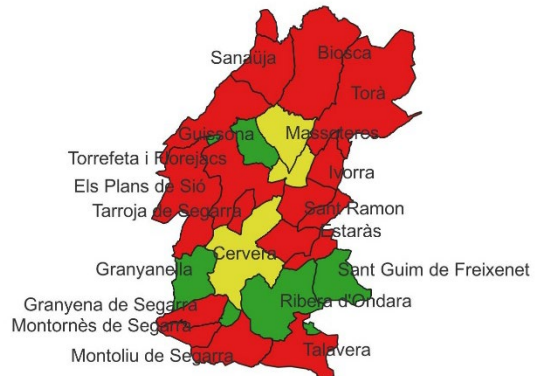 Sanaüja
Biosca
Torà
Guissona
Massoteres
Torrefeta i Florejacs
Ivorra
Els Plans de Sió
Tarroja de Segarra
Sant Ramon
Estaràs
Cervera
Granyanella
Sant Guim de Freixenet
Granyena de Segarra
Ribera d'Ondara
Montornès de Segarra
Montoliu de Segarra
Talavera